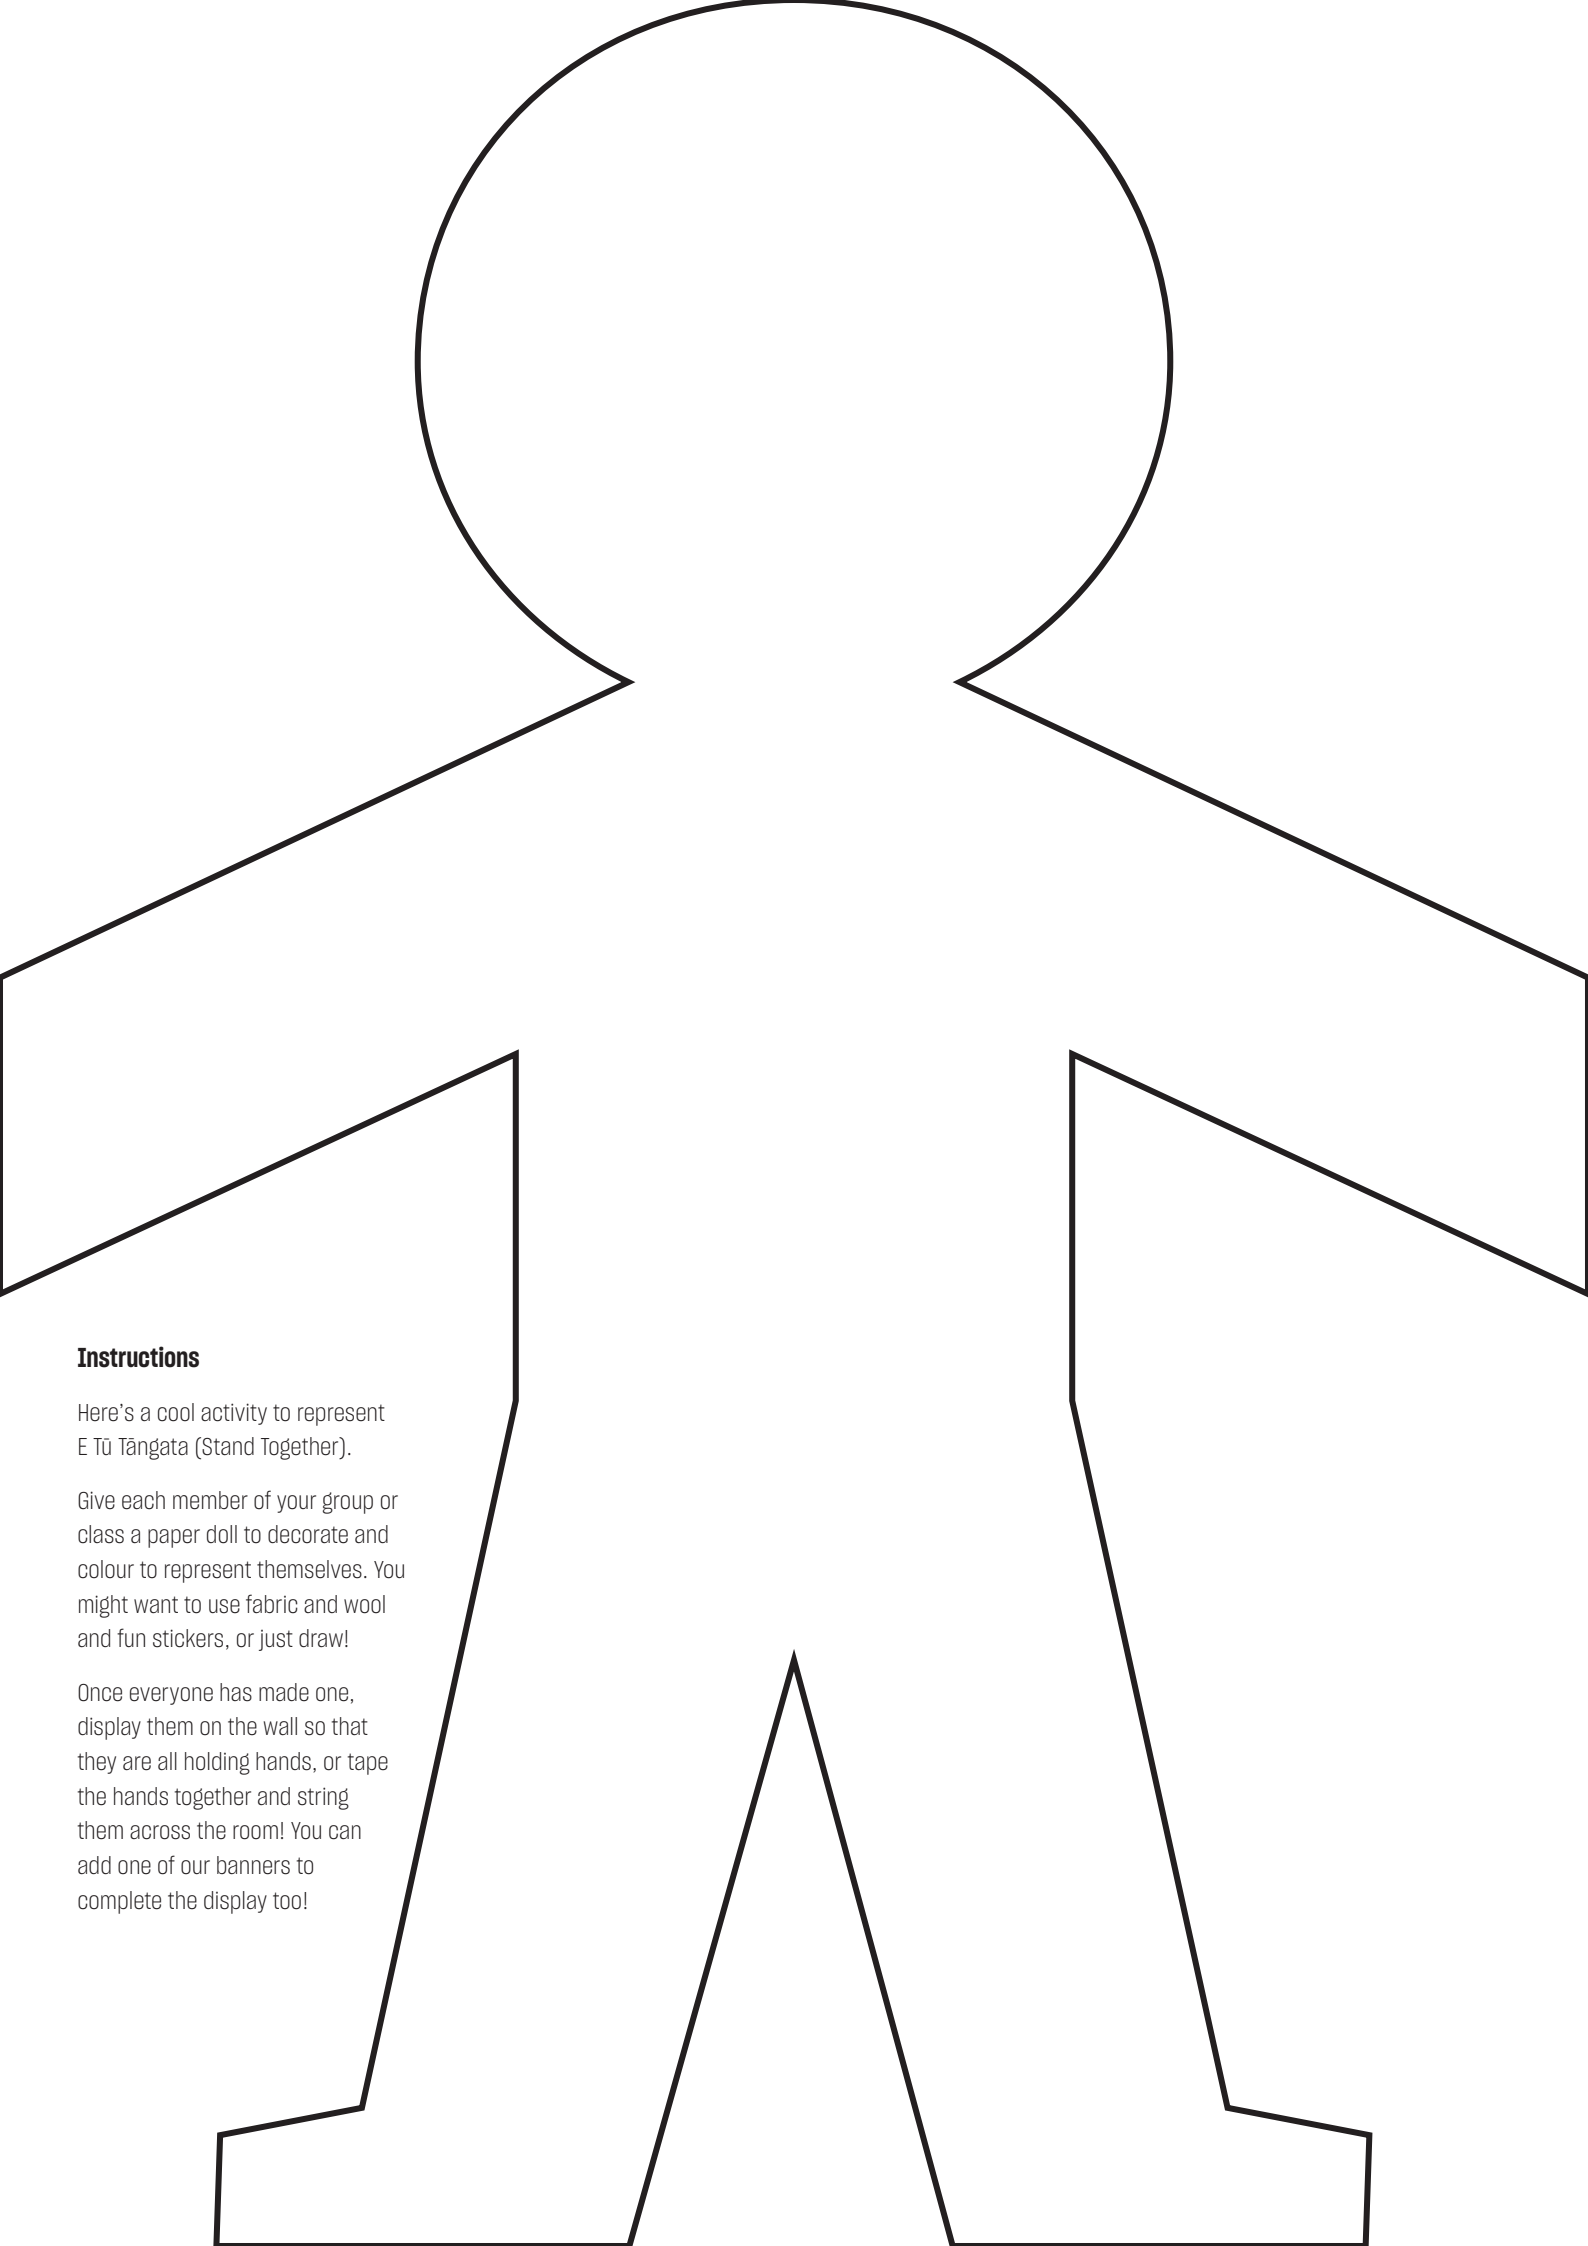 Instructions
Here's a cool activity to represent
E Tū Tāngata (Stand Together).
Give each member of your group or
class a paper doll to decorate and
colour to represent themselves. You
might want to use fabric and wool
and fun stickers, or just draw!
Once everyone has made one,
display them on the wall so that
they are all holding hands, or tape
the hands together and string
them across the room! You can
add one of our banners to
complete the display too!